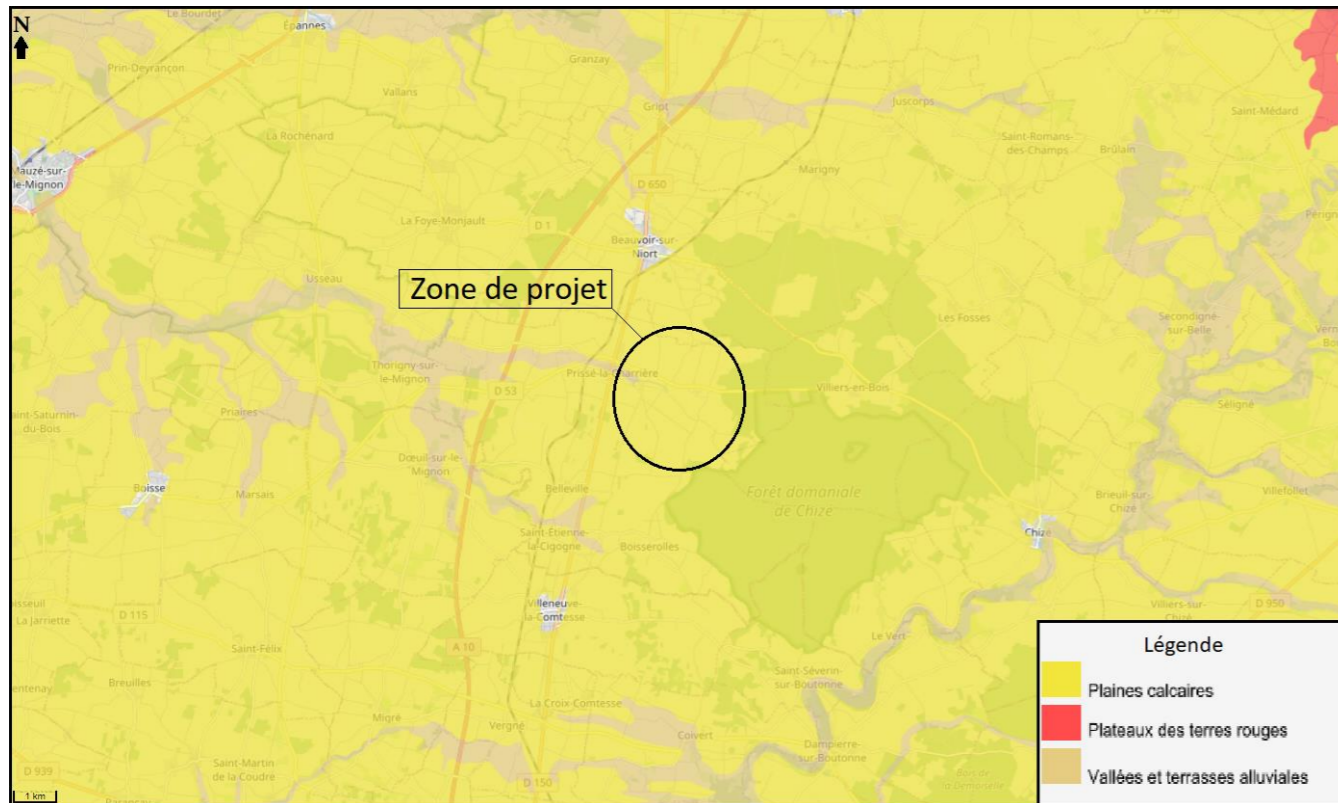 Le Bourdet
Épannes
N
Prin-Deyrançon
Granzay
Vallans
Griot
Juscorps
Saint-Médard
La Rochénard
Saint-Romans-
des-Champs
Brûlain
Mauzé-sur-
le-Mignon
Marigny
D 650
La Foye-Monjault
D 1
Beauvoir-sur-
Niort
Usseau
Zone de projet
Les Fosses
Secondigné-
sur-Belle
Thorigny-sur-
le-Mignon
Prissé-la-Charrière
D 53
Villiers-en-Bois
Séligné
Priaires
Dœuil-sur-le-
Mignon
Boisse
Marsais
Belleville
Forêt domaniale
de Chizé
Brieuil-sur-
Chizé
Villefollet
Saint-Étienne-
la-Cigogne
Boisserolles
Chizé
Villeneuve-
la-Comtesse
D 115
La Jarriette
Villiers-sur-
Chizé
D 950
Saint-Félix
A 10
Le Vert
Légende
Breuilles
Saint-Séverin-
sur-Boutonne
Plaines calcaires
La Croix-Comtesse
Migré
Vergné
Plateaux des terres rouges
Coivert
Dampierre-
sur-Boutonne
Saint-Martin
de la Coudre
D 939
D 150
Vallées et terrasses alluviales
1 km